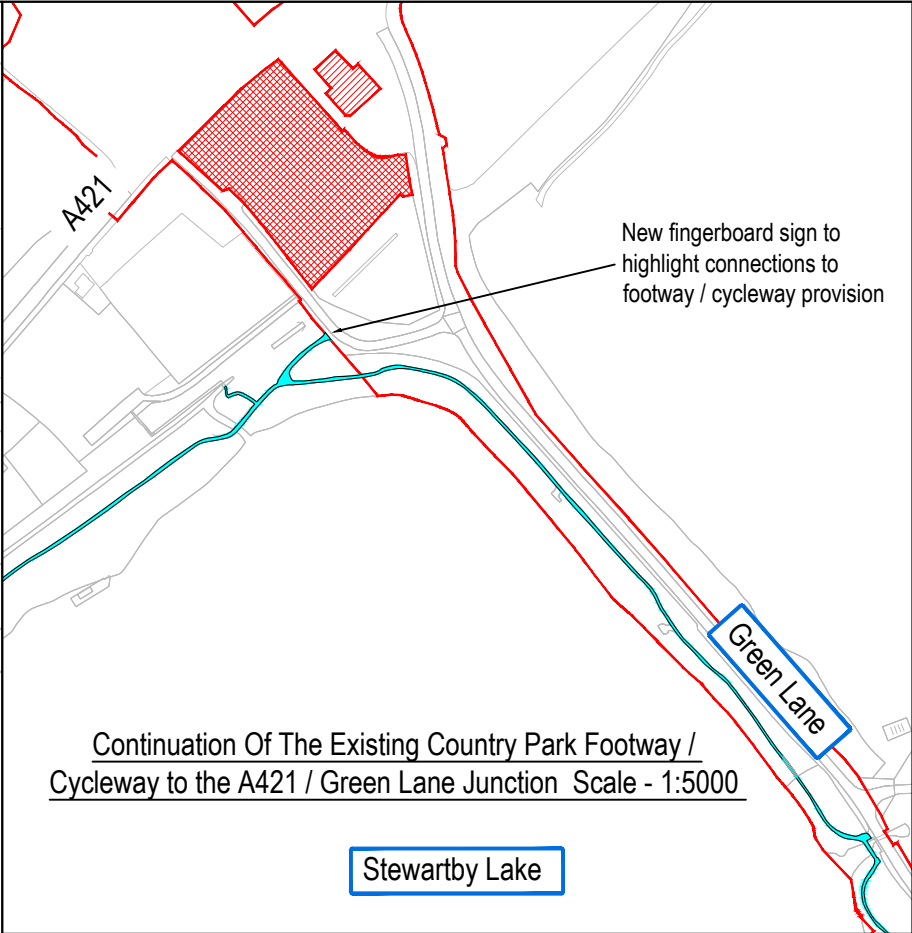 A421
New fingerboard sign to
highlight connections to
footway / cycleway provision
Green Lane
Continuation Of The Existing Country Park Footway /
Cycleway to the A421 / Green Lane Junction Scale - 1:5000
Stewartby Lake